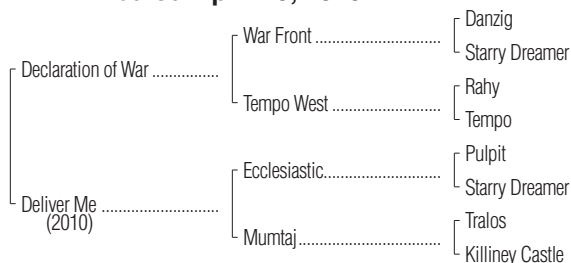 Danzig
War Front
Starry Dreamer
Declaration of War
Rahy
Tempo West
Tempo
Pulpit
Ecclesiastic
Starry Dreamer
Deliver Me
(2010)
Tralos
Mumtaj
Killiney Castle